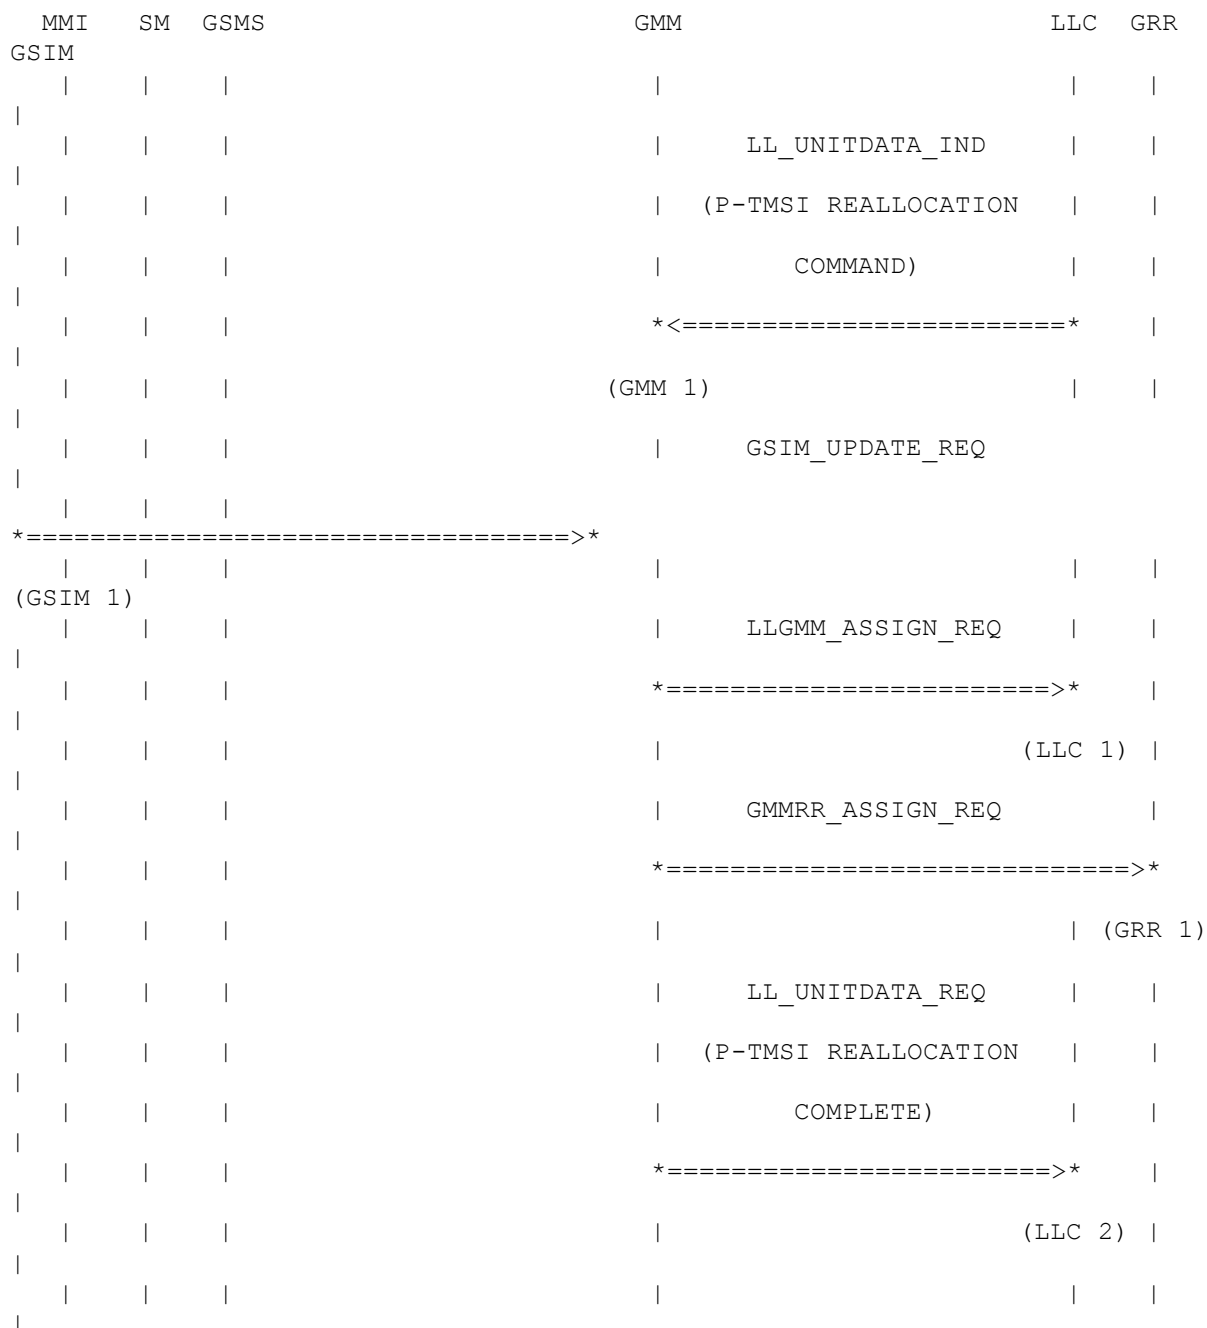 MMI SM GSMS GMM LLC GRR
GSIM
| | | | | |
|
| | | | LL_UNITDATA_IND | |
|
| | | | (P-TMSI REALLOCATION | |
|
| | | | COMMAND) | |
|
| | | *<========================* |
|
| | | (GMM 1) | |
|
| | | | GSIM_UPDATE_REQ
|
| | |
*==================================>*
| | | | | |
(GSIM 1)
| | | | LLGMM_ASSIGN_REQ | |
|
| | | *========================>* |
|
| | | | (LLC 1) |
|
| | | | GMMRR_ASSIGN_REQ |
|
| | | *=============================>*
|
| | | | | (GRR 1)
|
| | | | LL_UNITDATA_REQ | |
|
| | | | (P-TMSI REALLOCATION | |
|
| | | | COMPLETE) | |
|
| | | *========================>* |
|
| | | | (LLC 2) |
|
| | | | | |
|